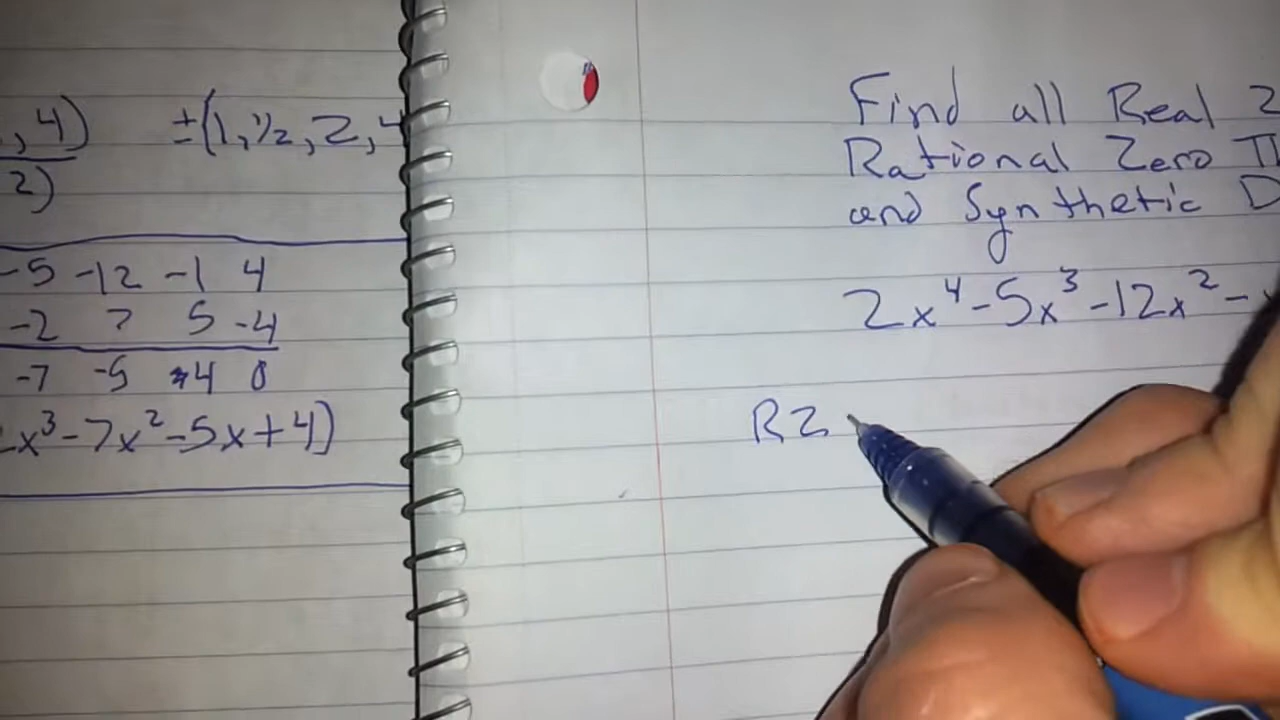 , 4) ±(1, ½, 2, 4
2)
-5 -12 -1 4
-2 7 5 -4
-7 -5 4 0
x³-7x²-5x+4)
Find all Real Z
Rational Zero T
and Synthetic D
2x⁴-5x³-12x²-
RZ